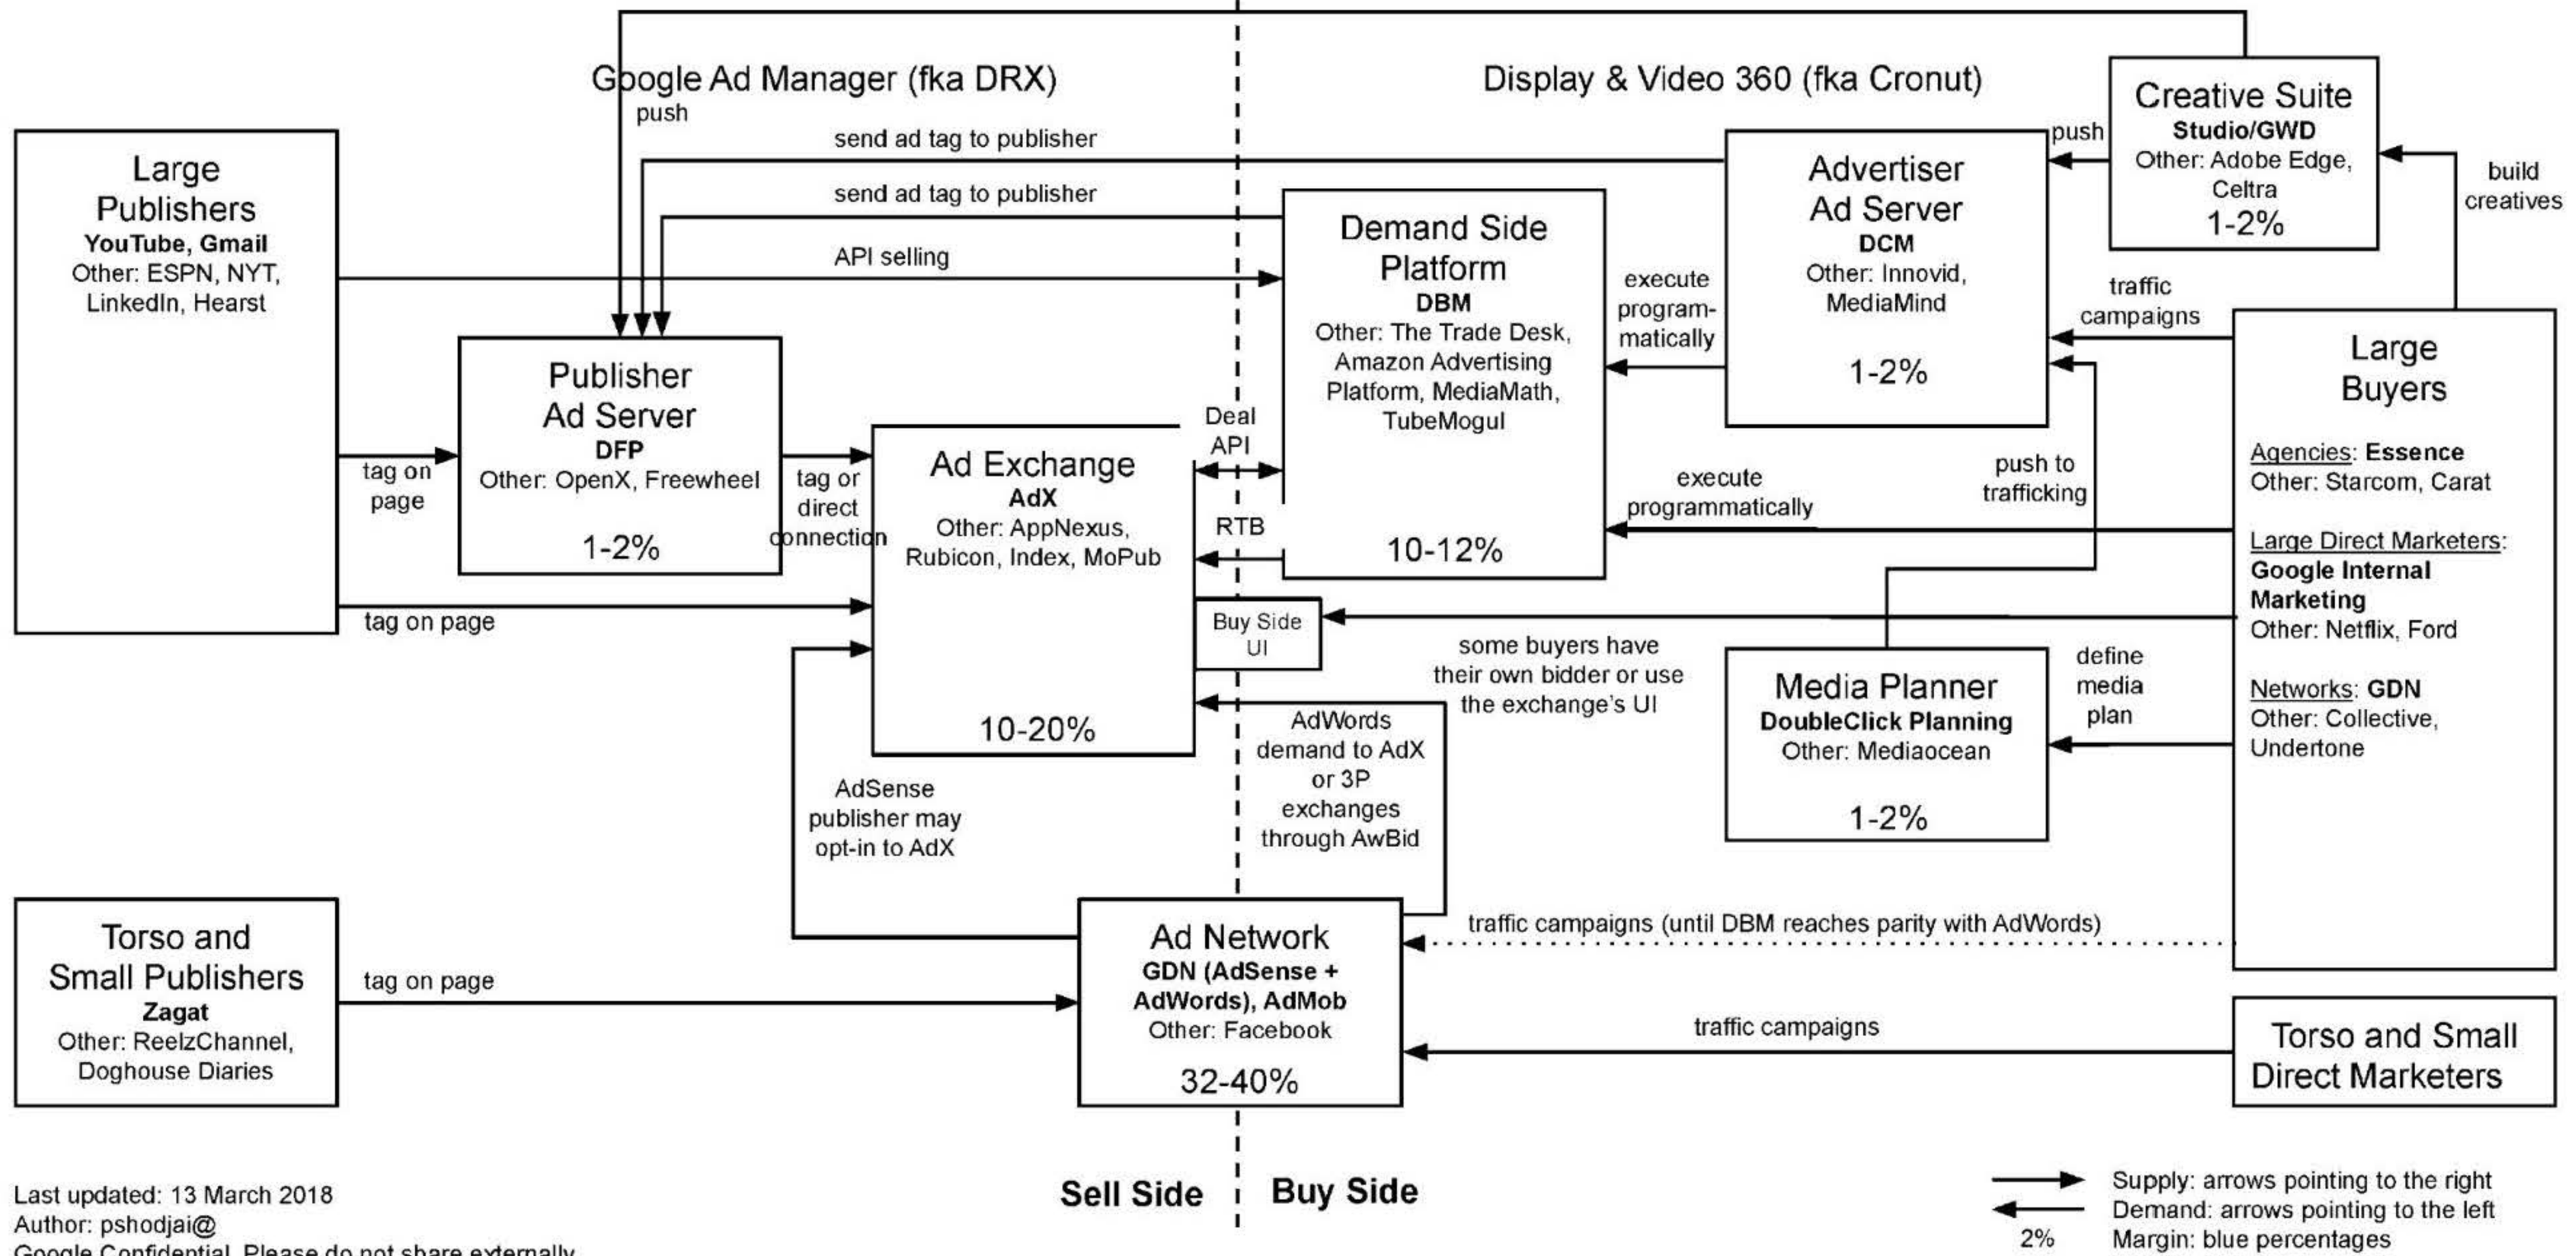 Google Ad Manager (fka DRX)
Display & Video 360 (fka Cronut)
push
send ad tag to publisher
send ad tag to publisher
API selling
Large
Publishers
YouTube, Gmail
Other: ESPN, NYT,
LinkedIn, Hearst
Publisher
Ad Server
DFP
Other: OpenX, Freewheel
1-2%
tag on
page
tag or
direct
connection
tag on page
Ad Exchange
AdX
Other: AppNexus,
Rubicon, Index, MoPub
10-20%
Deal
API
RTB
Buy Side
UI
Demand Side
Platform
DBM
Other: The Trade Desk,
Amazon Advertising
Platform, MediaMath,
TubeMogul
10-12%
execute
program-
matically
Advertiser
Ad Server
DCM
Other: Innovid,
MediaMind
1-2%
push
Creative Suite
Studio/GWD
Other: Adobe Edge,
Celtra
1-2%
build
creatives
traffic
campaigns
execute
programmatically
push to
trafficking
Large
Buyers
Agencies: Essence
Other: Starcom, Carat
Large Direct Marketers:
Google Internal
Marketing
Other: Netflix, Ford
Networks: GDN
Other: Collective,
Undertone
some buyers have
their own bidder or use
the exchange's UI
Media Planner
DoubleClick Planning
Other: Mediaocean
1-2%
define
media
plan
AdSense
publisher may
opt-in to AdX
AdWords
demand to AdX
or 3P
exchanges
through AwBid
Torso and
Small Publishers
Zagat
Other: ReelzChannel,
Doghouse Diaries
tag on page
Ad Network
GDN (AdSense +
AdWords), AdMob
Other: Facebook
32-40%
traffic campaigns (until DBM reaches parity with AdWords)
traffic campaigns
Torso and Small
Direct Marketers
Sell Side
Buy Side
Last updated: 13 March 2018
Author: pshodjai@
Google Confidential. Please do not share externally
Supply: arrows pointing to the right
Demand: arrows pointing to the left
2% Margin: blue percentages